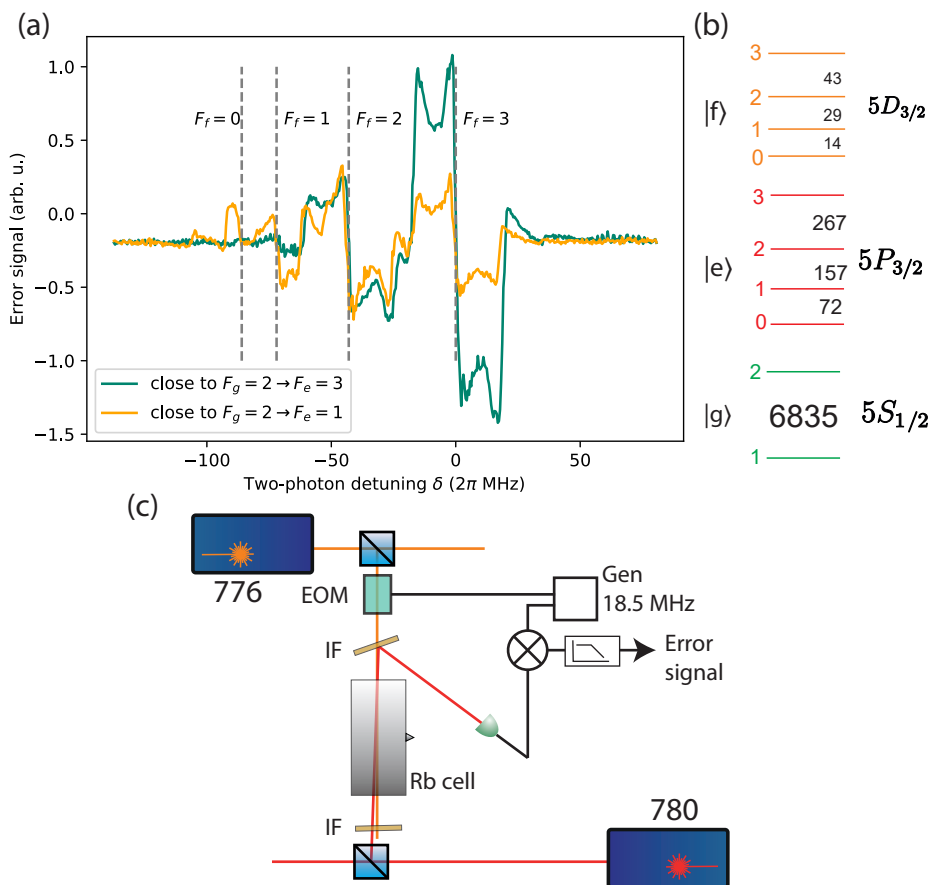 (a)
Error signal (arb. u.)
1.0
0.5
0.0
−0.5
−1.0
−1.5
F_f = 0
F_f = 1
F_f = 2
F_f = 3
close to F_g = 2 → F_e = 3
close to F_g = 2 → F_e = 1
−100
−50
0
50
Two-photon detuning δ (2π MHz)
(b)
|f⟩
3
2
1
0
43
29
14
5D_{3/2}
|e⟩
3
2
1
0
267
157
72
5P_{3/2}
|g⟩
2
1
6835
5S_{1/2}
(c)
776
EOM
Gen
18.5 MHz
IF
Error
signal
Rb cell
IF
780